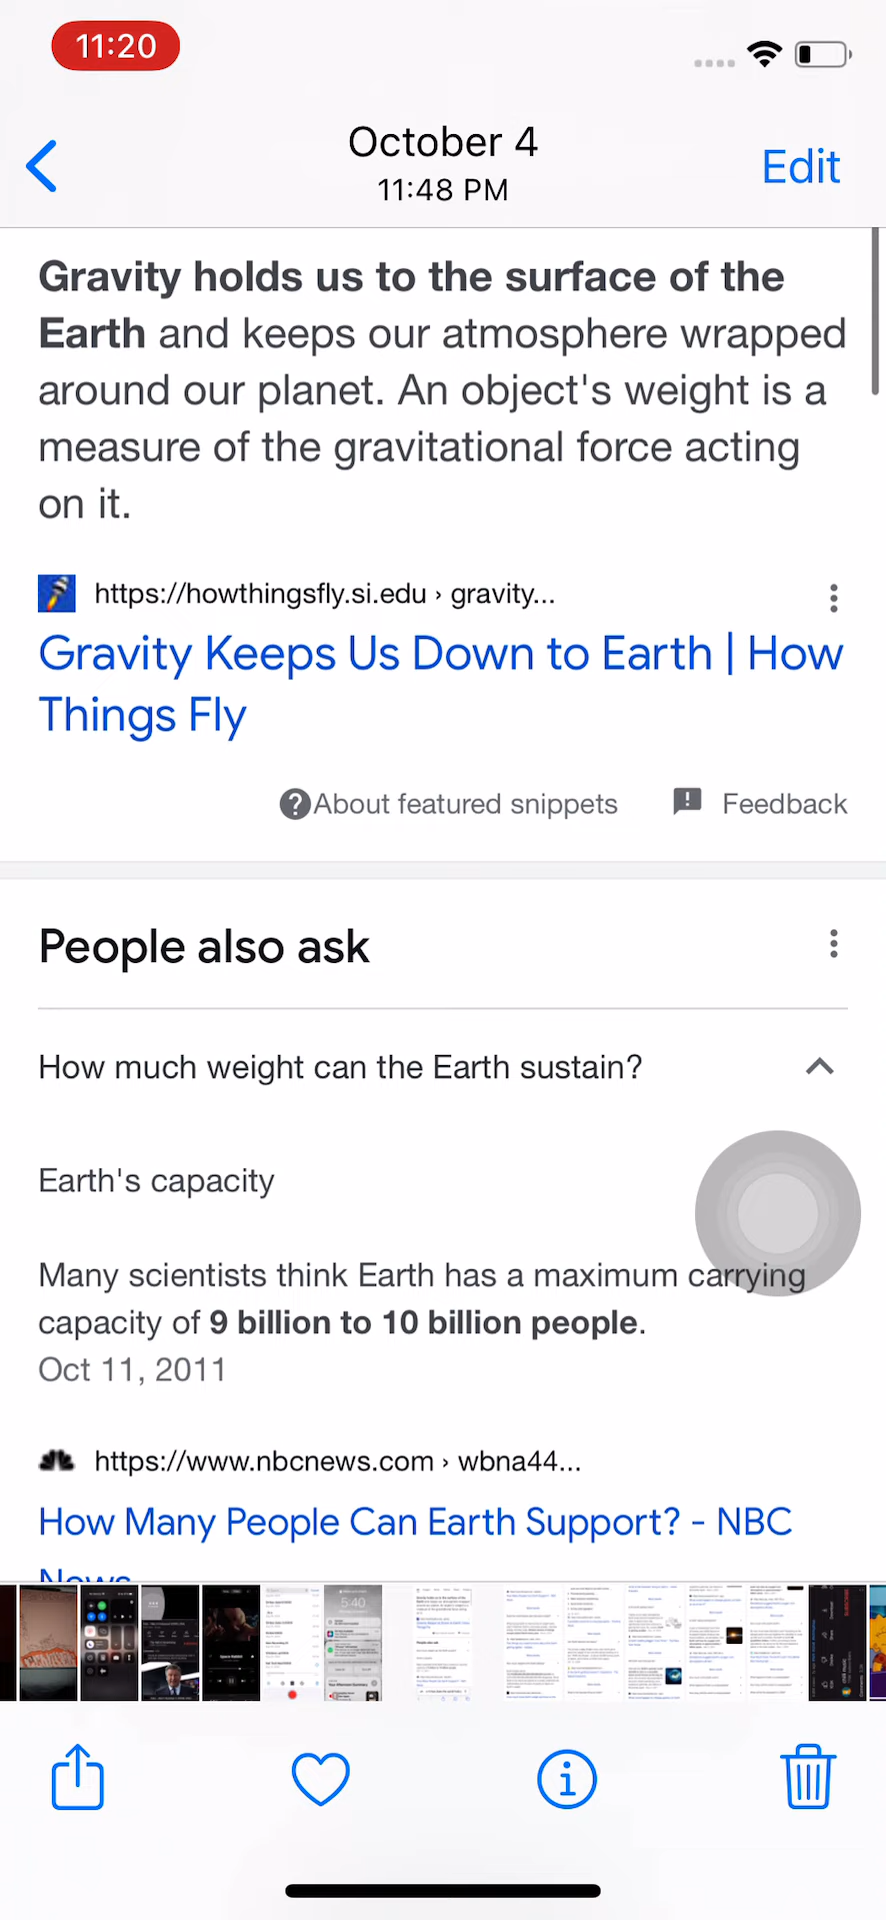 11:20
October 4
11:48 PM
Edit
Gravity holds us to the surface of the
Earth and keeps our atmosphere wrapped
around our planet. An object's weight is a
measure of the gravitational force acting
on it.
https://howthingsfly.si.edu › gravity...
Gravity Keeps Us Down to Earth | How
Things Fly
About featured snippets
Feedback
People also ask
How much weight can the Earth sustain?
Earth's capacity
Many scientists think Earth has a maximum carrying
capacity of 9 billion to 10 billion people.
Oct 11, 2011
https://www.nbcnews.com › wbna44...
How Many People Can Earth Support? - NBC
News
5:40